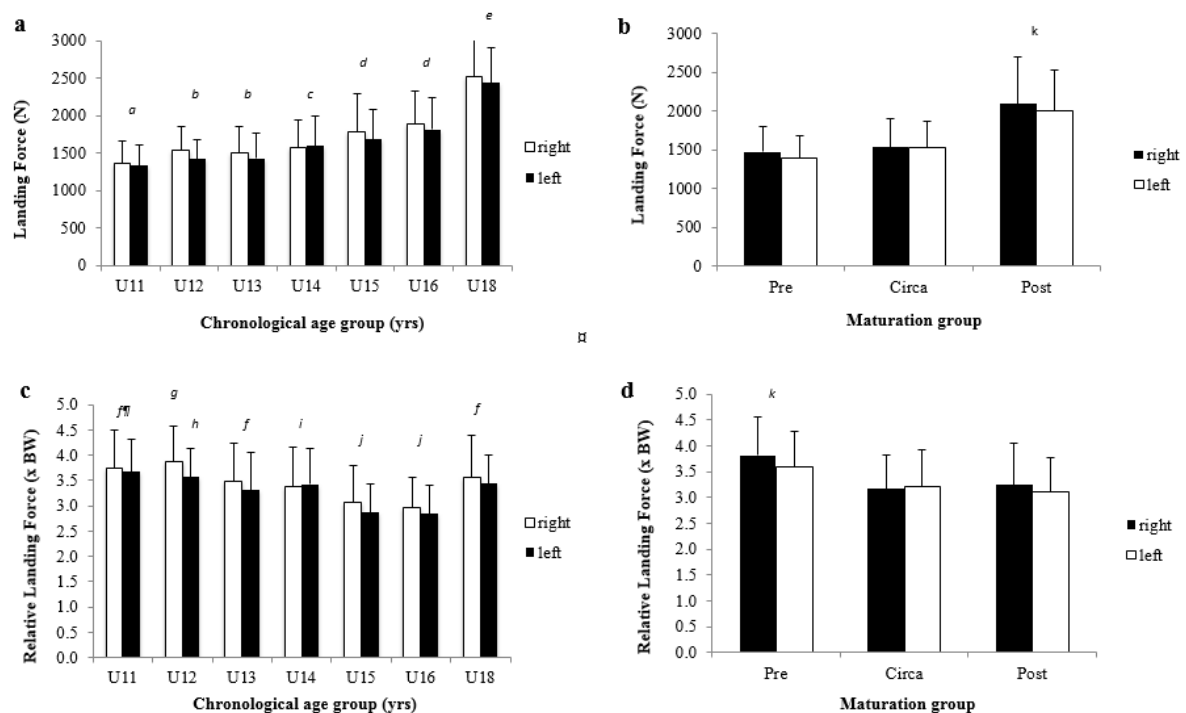 a
Landing Force (N)
3000
2500
2000
1500
1000
500
0
a
b
b
c
d
d
e
U11 U12 U13 U14 U15 U16 U18
Chronological age group (yrs)
right
left
b
Landing Force (N)
3000
2500
2000
1500
1000
500
0
k
Pre Circa Post
Maturation group
right
left
¤
c
Relative Landing Force (x BW)
5.0
4.5
4.0
3.5
3.0
2.5
2.0
1.5
1.0
0.5
0.0
f¶
g
h
f
i
j
j
f
U11 U12 U13 U14 U15 U16 U18
Chronological age group (yrs)
right
left
d
Relative Landing Force (x BW)
5.0
4.5
4.0
3.5
3.0
2.5
2.0
1.5
1.0
0.5
0.0
k
Pre Circa Post
Maturation group
right
left